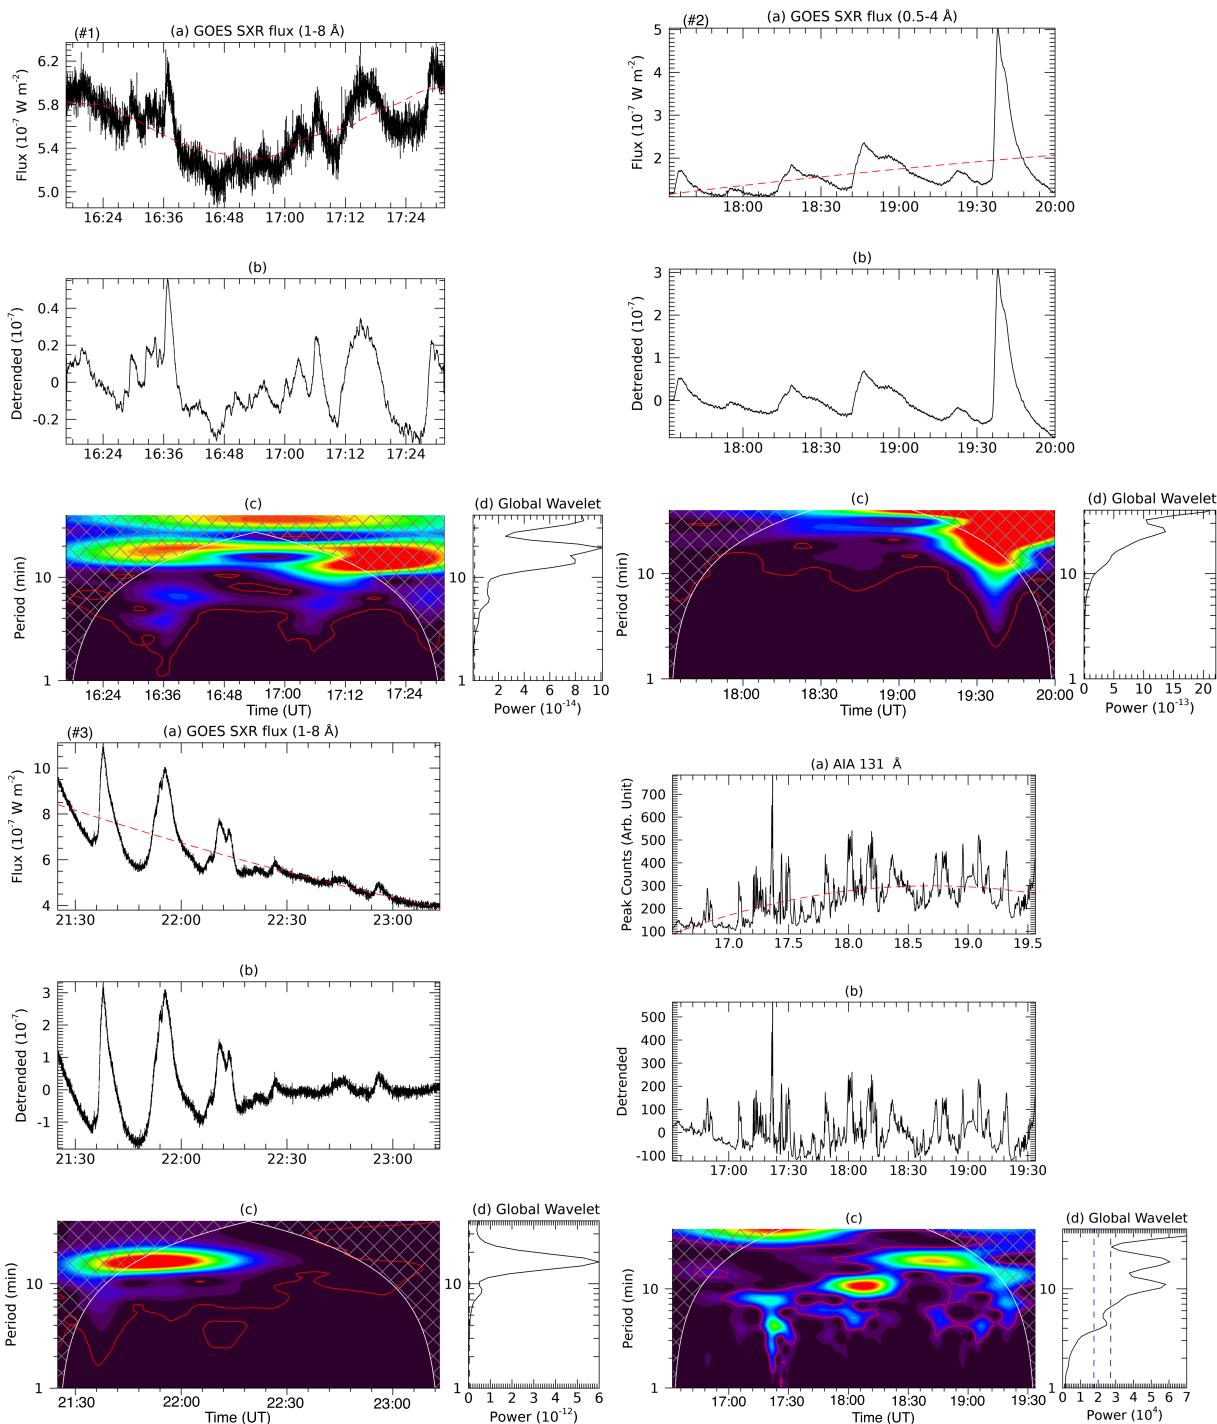 (#1) (a) GOES SXR flux (1-8 Å)
Flux (10-7 W m-2)
6.2
5.8
5.4
5.0
16:24 16:36 16:48 17:00 17:12 17:24
(b)
Detrended (10-7)
0.4
0.2
0
-0.2
16:24 16:36 16:48 17:00 17:12 17:24
(c)
Period (min)
10
1
16:24 16:36 16:48 17:00 17:12 17:24
Time (UT)
(d) Global Wavelet
10
1
2 4 6 8 10
Power (10-14)
(#2) (a) GOES SXR flux (0.5-4 Å)
Flux (10-7 W m-2)
5
4
2
18:00 18:30 19:00 19:30 20:00
(b)
Detrended (10-7)
3
2
1
0
18:00 18:30 19:00 19:30 20:00
(c)
Period (min)
10
1
18:00 18:30 19:00 19:30 20:00
Time (UT)
(d) Global Wavelet
10
1
0 5 10 15 20
Power (10-13)
(#3) (a) GOES SXR flux (1-8 Å)
Flux (10-7 W m-2)
10
8
6
4
21:30 22:00 22:30 23:00
(b)
Detrended (10-7)
3
2
1
0
-1
21:30 22:00 22:30 23:00
(c)
Period (min)
10
1
21:30 22:00 22:30 23:00
Time (UT)
(d) Global Wavelet
10
1
0 1 2 3 4 5 6
Power (10-12)
(a) AIA 131 Å
Peak Counts (Arb. Unit)
700
600
500
400
300
200
100
17.0 17.5 18.0 18.5 19.0 19.5
(b)
Detrended
500
400
300
200
100
0
-100
17:00 17:30 18:00 18:30 19:00 19:30
(c)
Period (min)
10
1
17:00 17:30 18:00 18:30 19:00 19:30
Time (UT)
(d) Global Wavelet
10
1
0 1 2 3 4 5 6 7
Power (104)